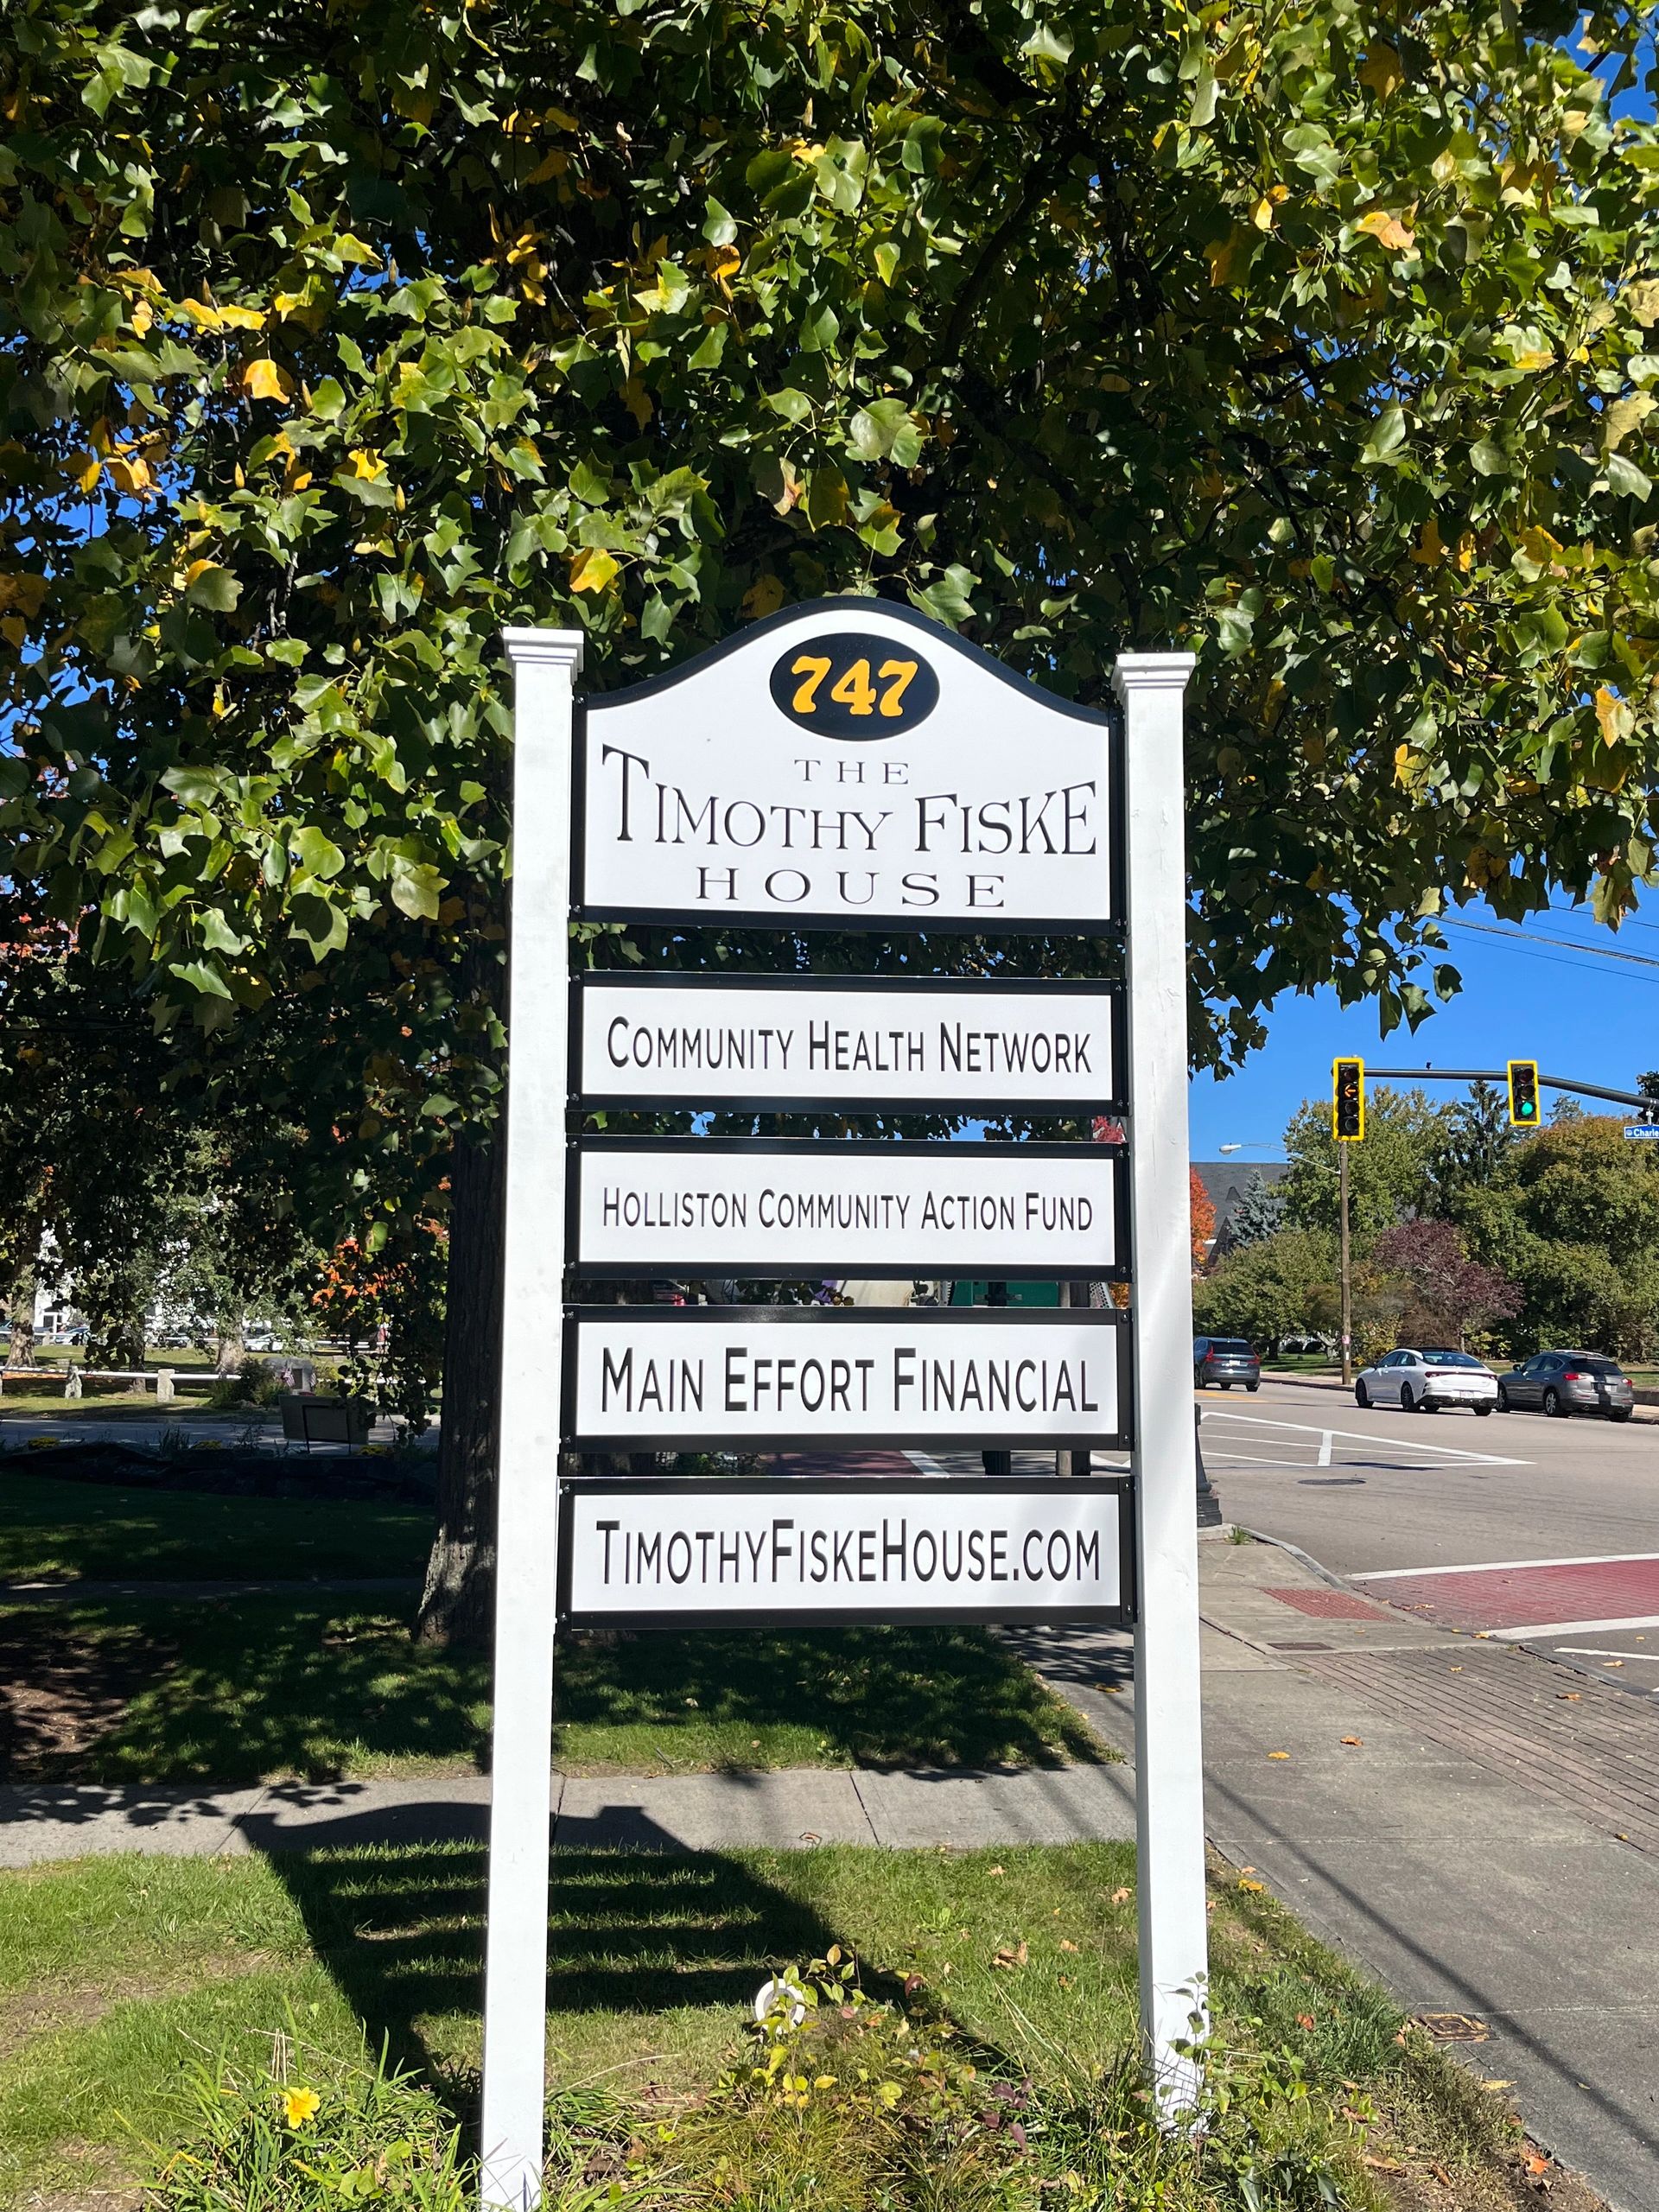 747
THE
TIMOTHY FISKE
HOUSE
COMMUNITY HEALTH NETWORK
HOLLISTON COMMUNITY ACTION FUND
MAIN EFFORT FINANCIAL
TIMOTHYFISKEHOUSE.COM